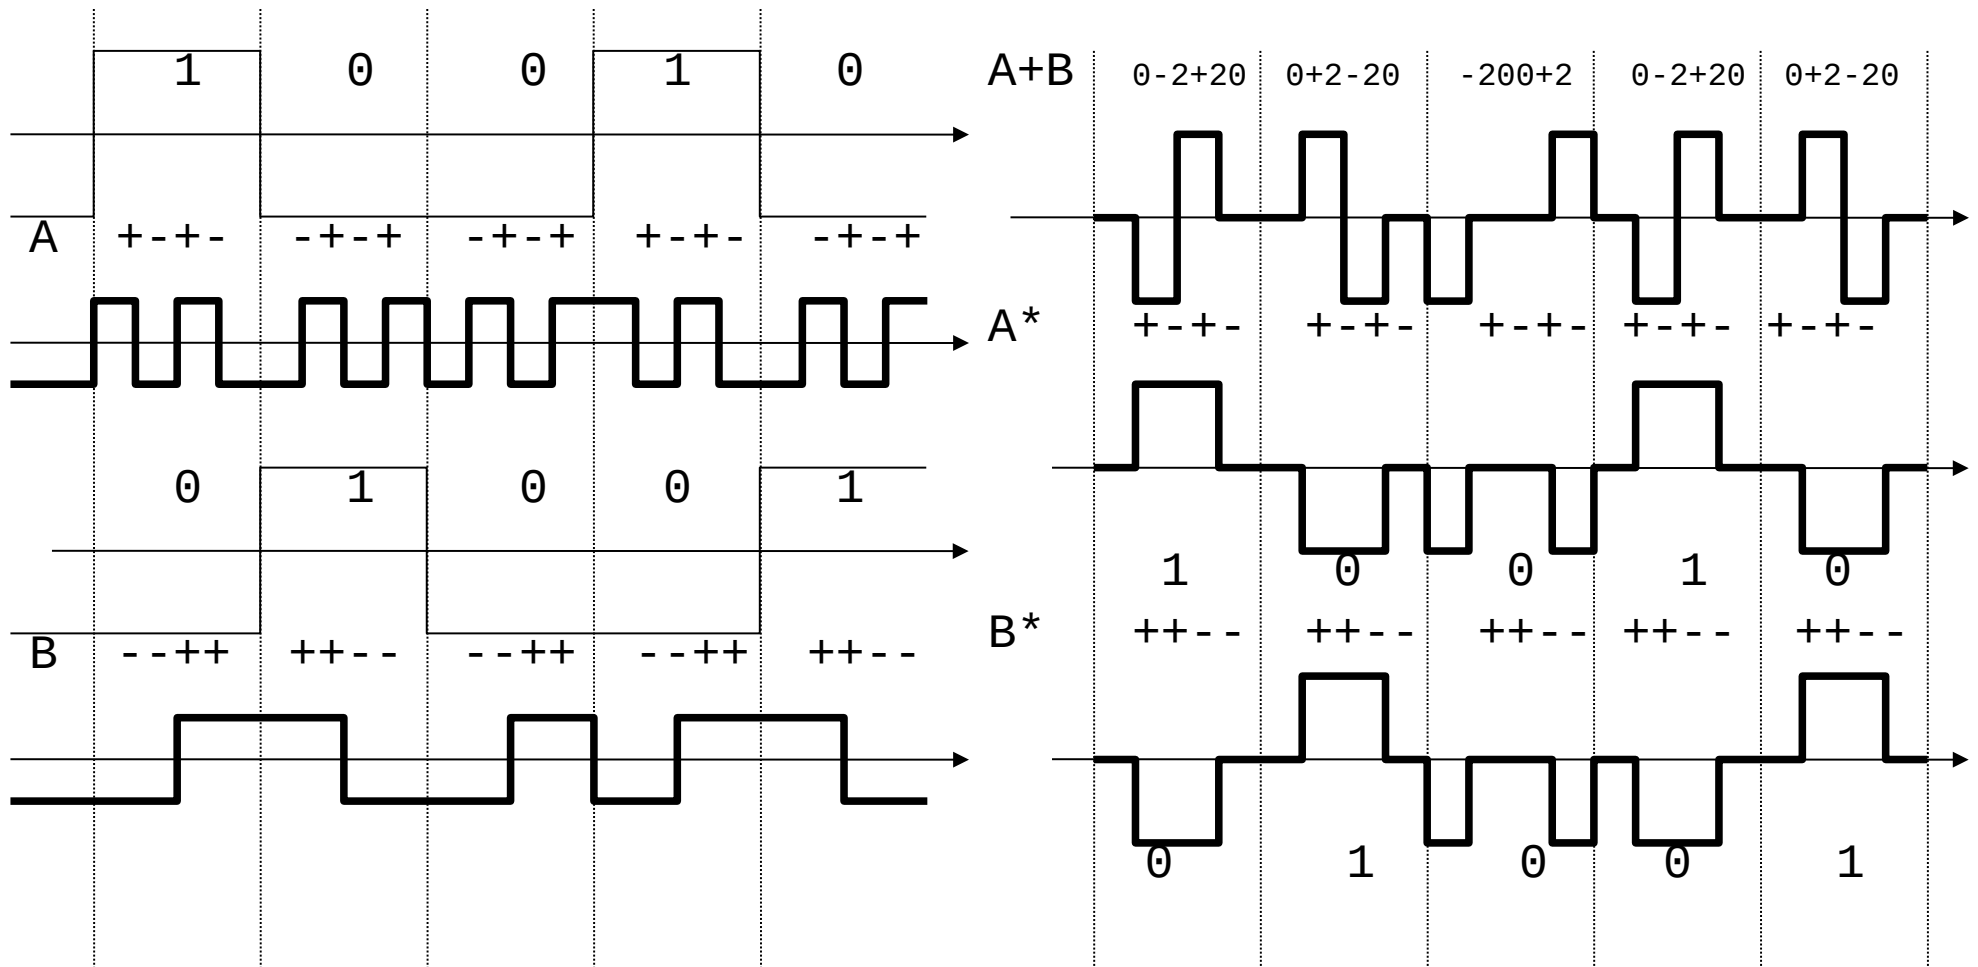 1 0 0 1 0
A +-+- -+-+ -+-+ +-+- -+-+
0 1 0 0 1
B --++ ++-- --++ --++ ++--
A+B 0-2+20 0+2-20 -200+2 0-2+20 0+2-20
A* +-+- +-+- +-+- +-+- +-+-
1 0 0 1 0
B* ++-- ++-- ++-- ++-- ++--
0 1 0 0 1